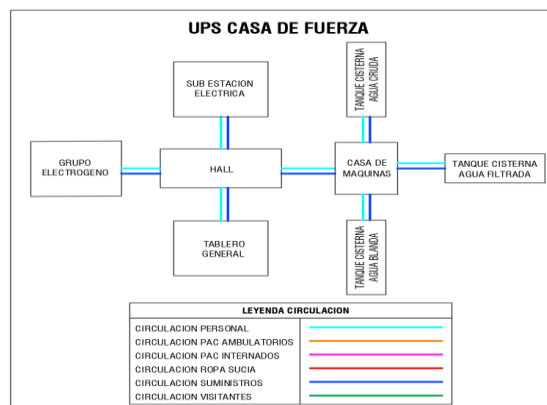 UPS CASA DE FUERZA
SUB ESTACION
ELECTRICA
TANQUE CISTERNA
AGUA CRUDA
GRUPO
ELECTROGENO
HALL
CASA DE
MAQUINAS
TANQUE CISTERNA
AGUA FILTRADA
TABLERO
GENERAL
TANQUE CISTERNA
AGUA BLANDA
LEYENDA CIRCULACION
CIRCULACION PERSONAL
CIRCULACION PAC AMBULATORIOS
CIRCULACION PAC INTERNADOS
CIRCULACION ROPA SUCIA
CIRCULACION SUMINISTROS
CIRCULACION VISITANTES